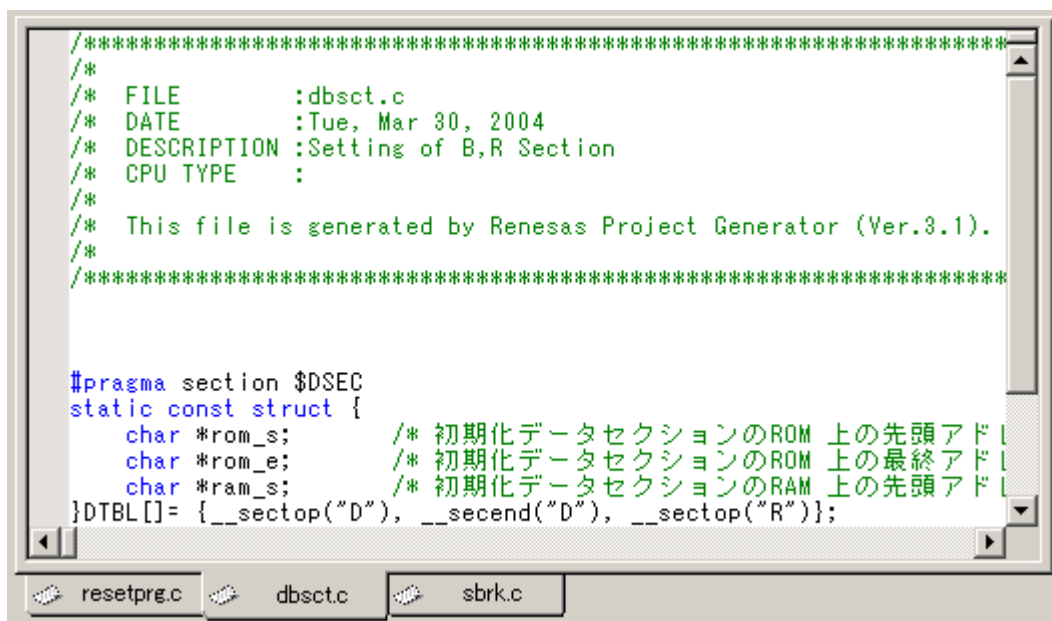 /******************************************************************
/*
/*  FILE        :dbsct.c
/*  DATE        :Tue, Mar 30, 2004
/*  DESCRIPTION :Setting of B,R Section
/*  CPU TYPE    :
/*
/*  This file is generated by Renesas Project Generator (Ver.3.1).
/*
/******************************************************************
#pragma section $DSEC
static const struct {
    char *rom_s;       /* 初期化データセクションのROM 上の先頭アド
    char *rom_e;       /* 初期化データセクションのROM 上の最終アド
    char *ram_s;       /* 初期化データセクションのRAM 上の先頭アド
}DTBL[]= {__sectop("D"), __secend("D"), __sectop("R")};
resetprg.c dbsct.c sbrk.c